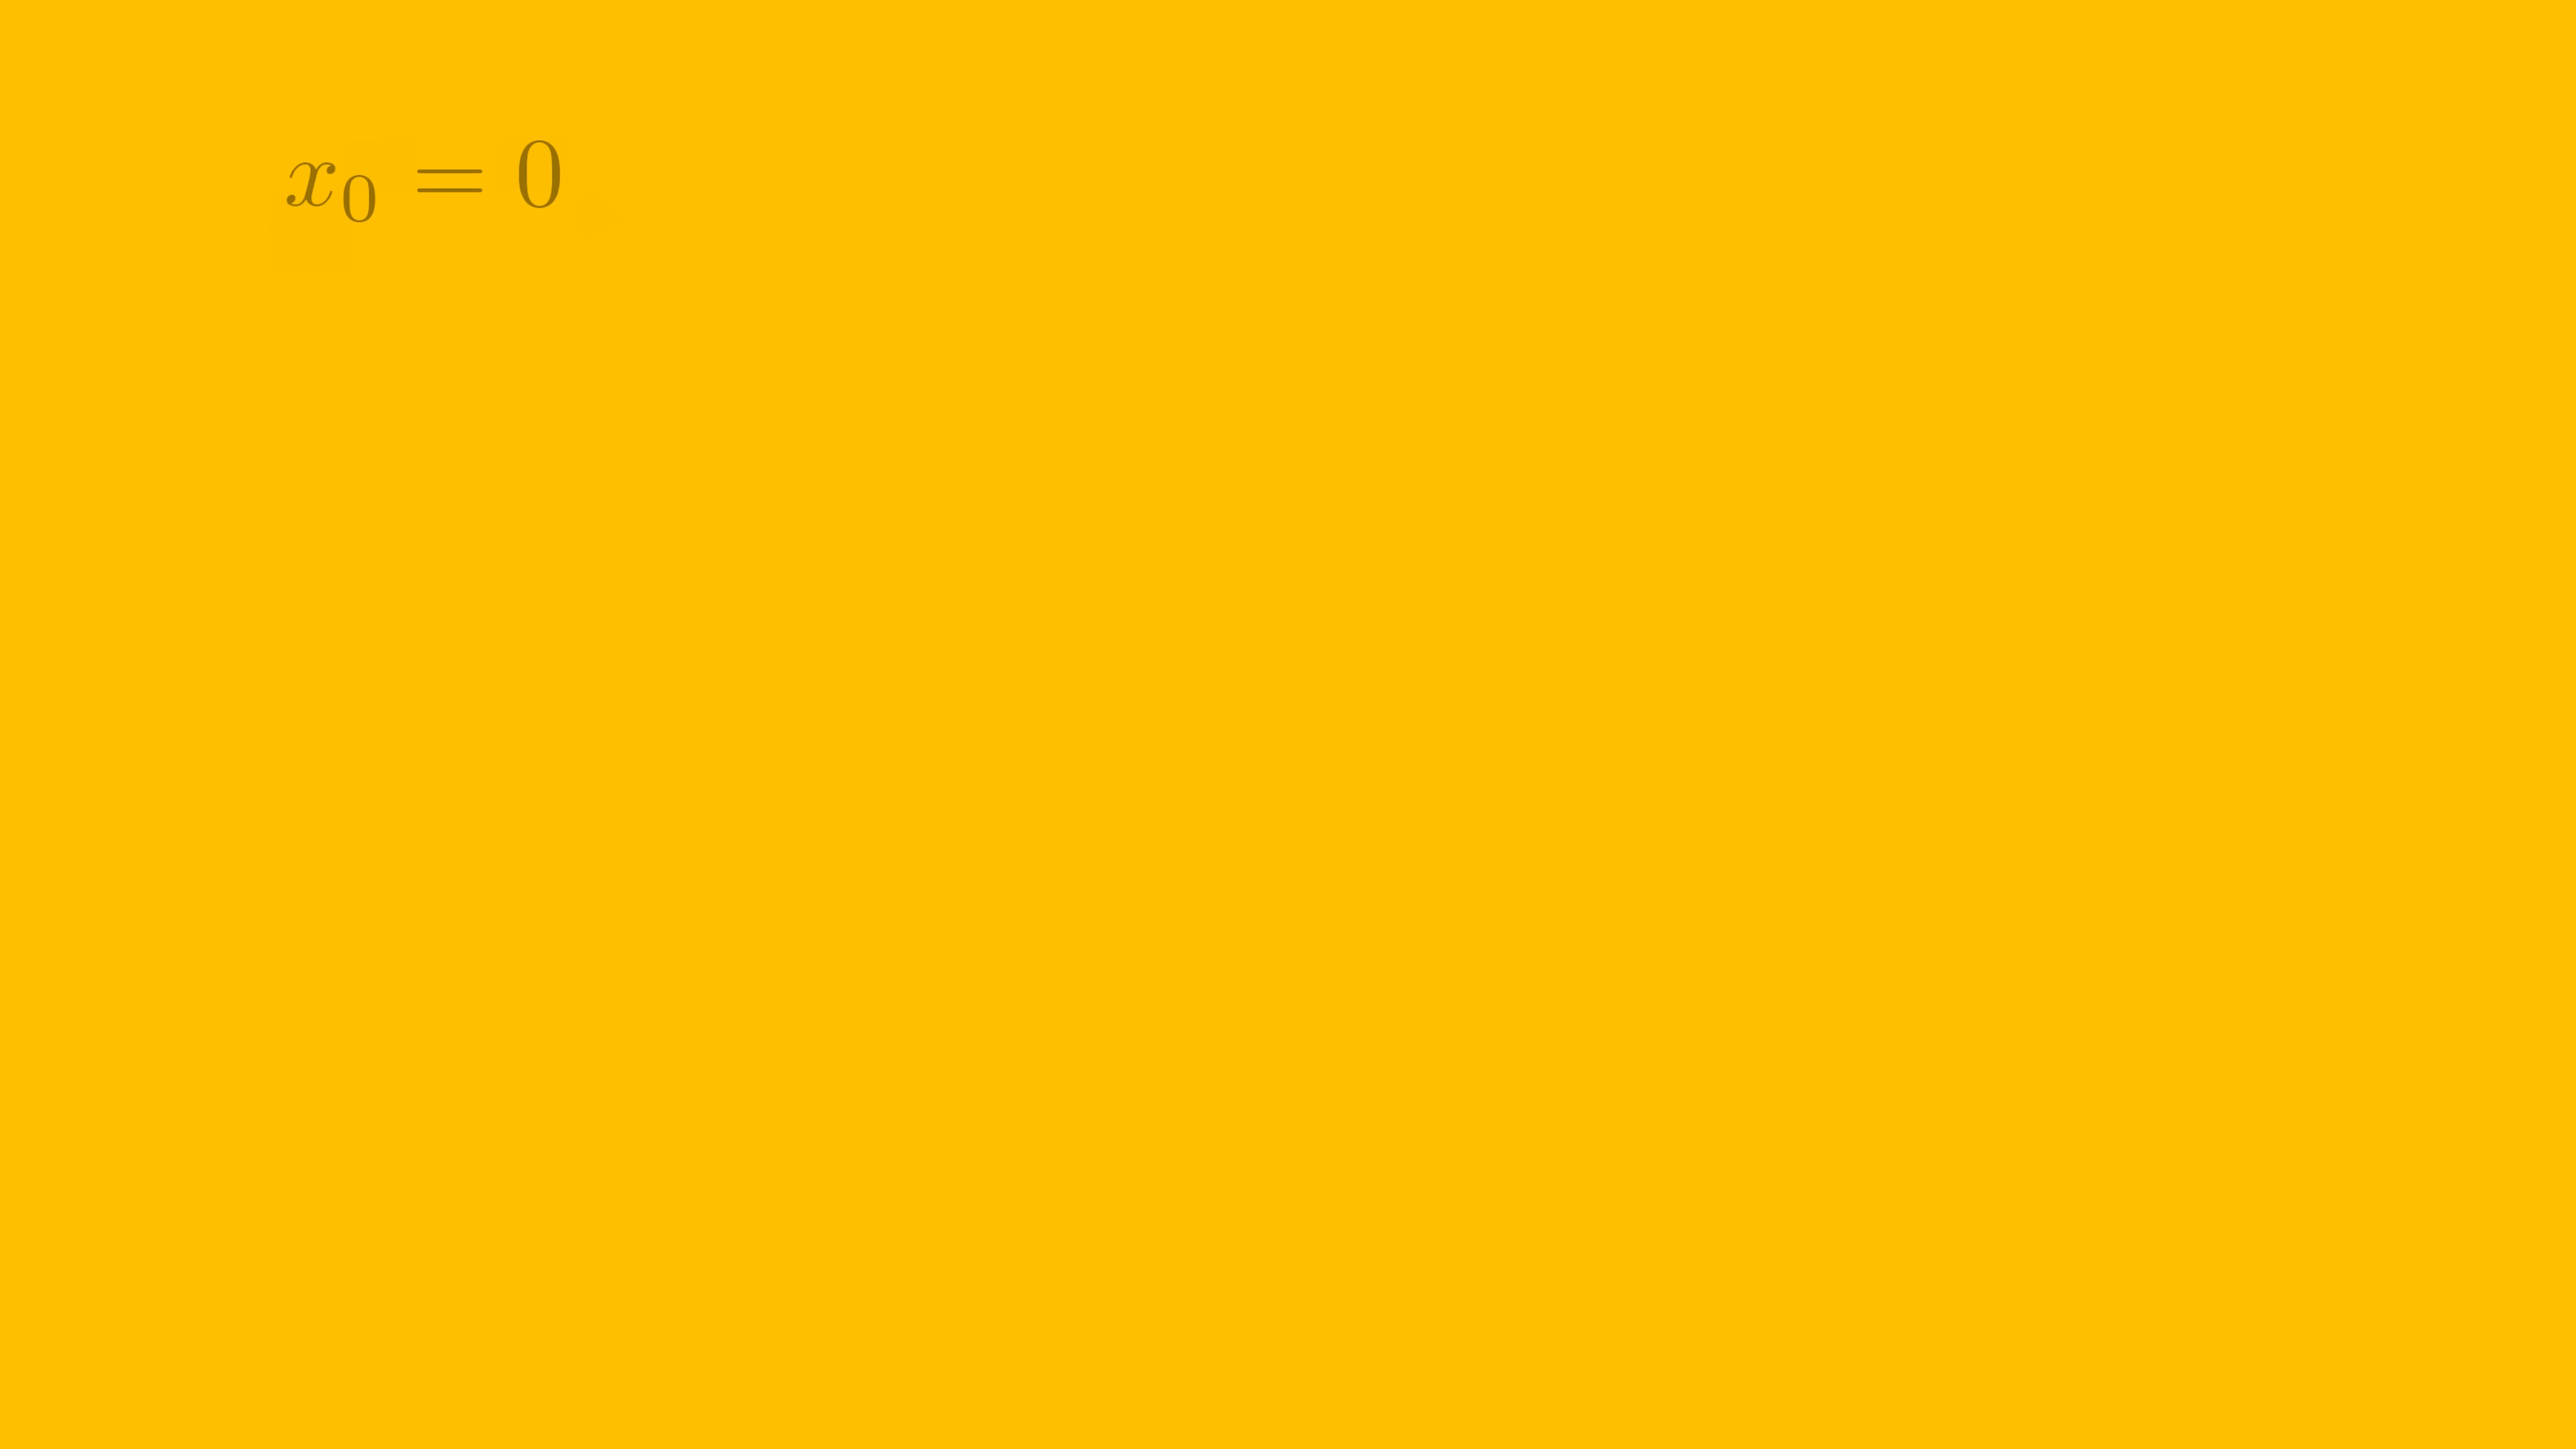 x₀ = 0